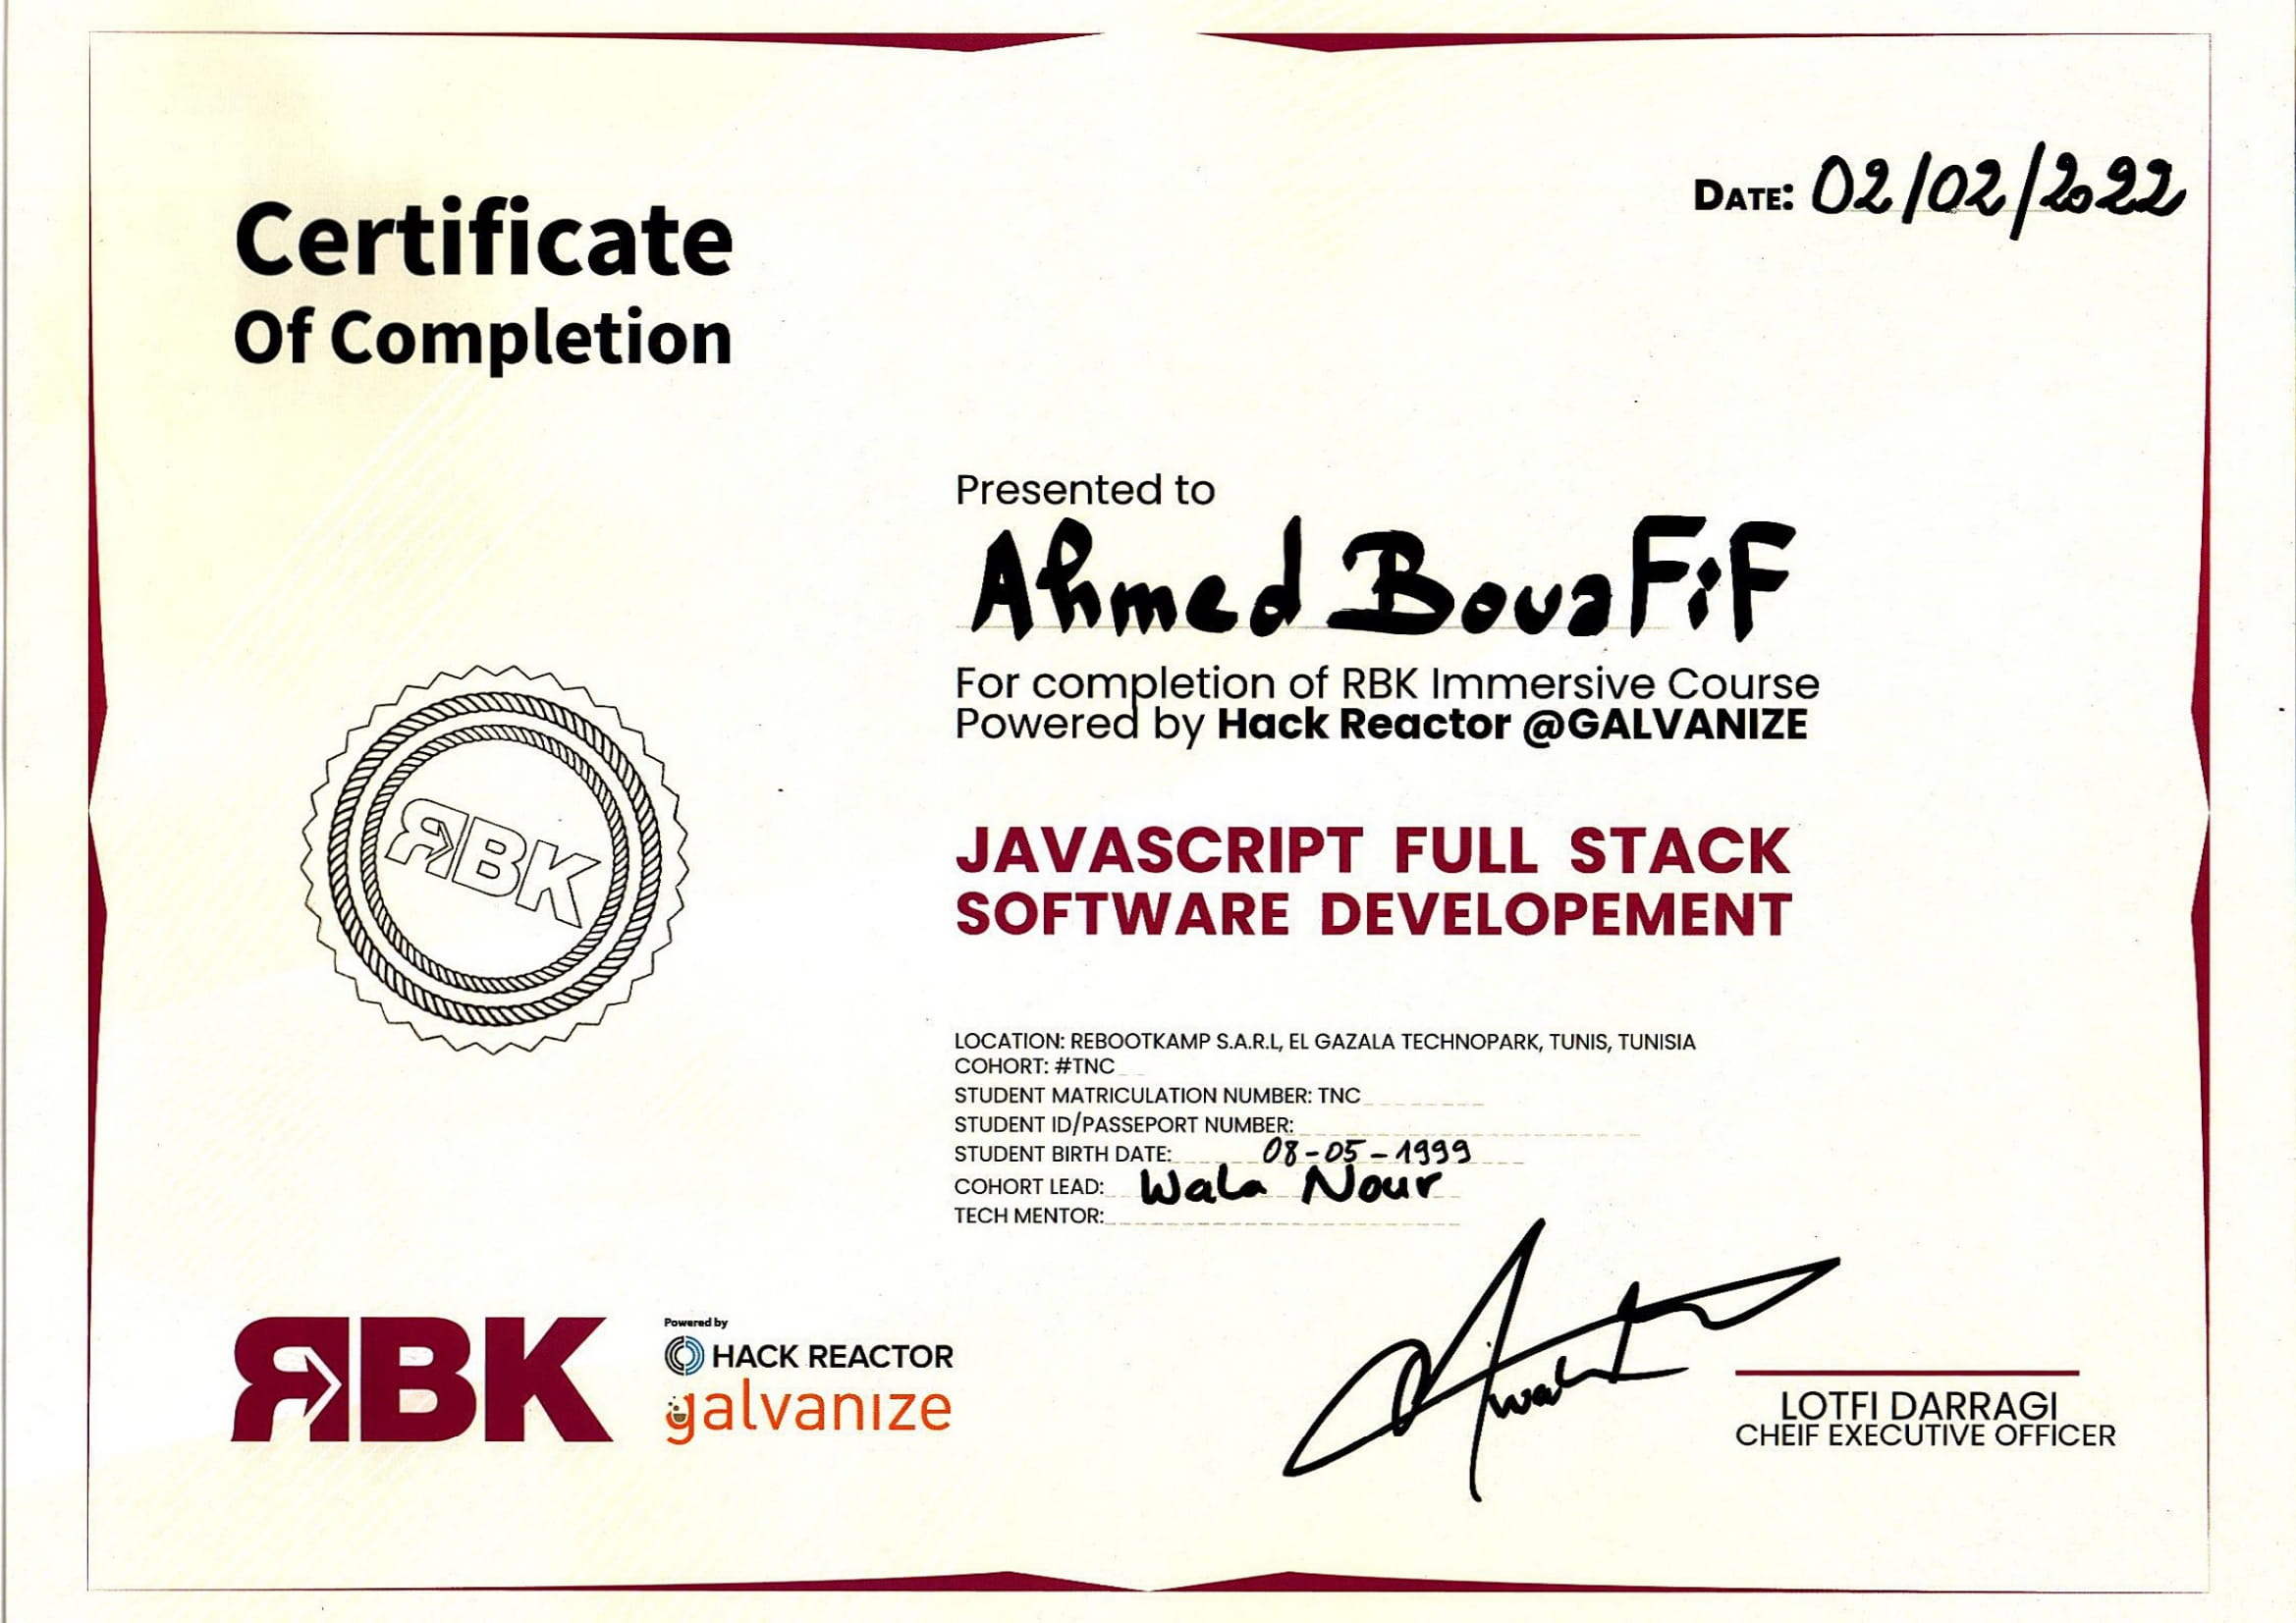 Certificate
Of Completion
DATE: 02/02/2022
Presented to
Ahmed BouaFiF
For completion of RBK Immersive Course
Powered by Hack Reactor @GALVANIZE
JAVASCRIPT FULL STACK
SOFTWARE DEVELOPEMENT
RBK
LOCATION: REBOOTKAMP S.A.R.L, EL GAZALA TECHNOPARK, TUNIS, TUNISIA
COHORT: #TNC
STUDENT MATRICULATION NUMBER: TNC
STUDENT ID/PASSEPORT NUMBER:
STUDENT BIRTH DATE: 08-05-1999
COHORT LEAD: Wala Nour
TECH MENTOR:
RBK
Powered by
HACK REACTOR
galvanize
LOTFI DARRAGI
CHEIF EXECUTIVE OFFICER